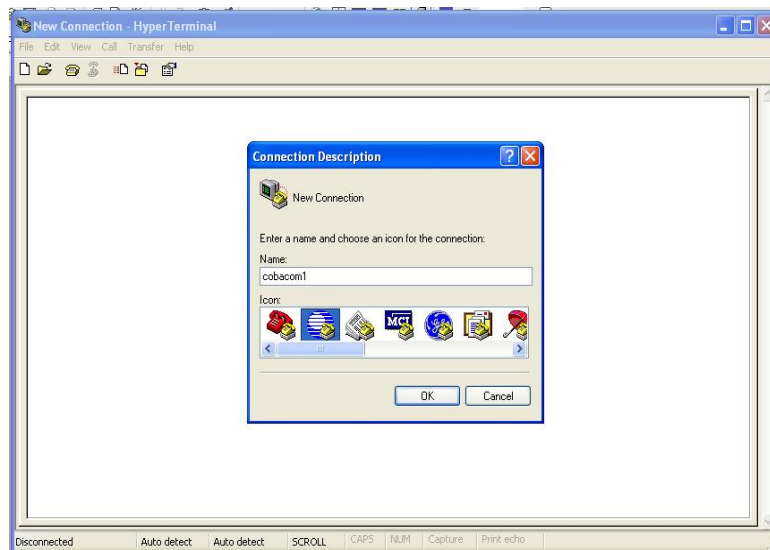 New Connection - HyperTerminal
File Edit View Call Transfer Help
Connection Description
New Connection
Enter a name and choose an icon for the connection:
Name:
cobacom1
Icon:
MCI
OK Cancel
Disconnected Auto detect Auto detect SCROLL CAPS NUM Capture Print echo